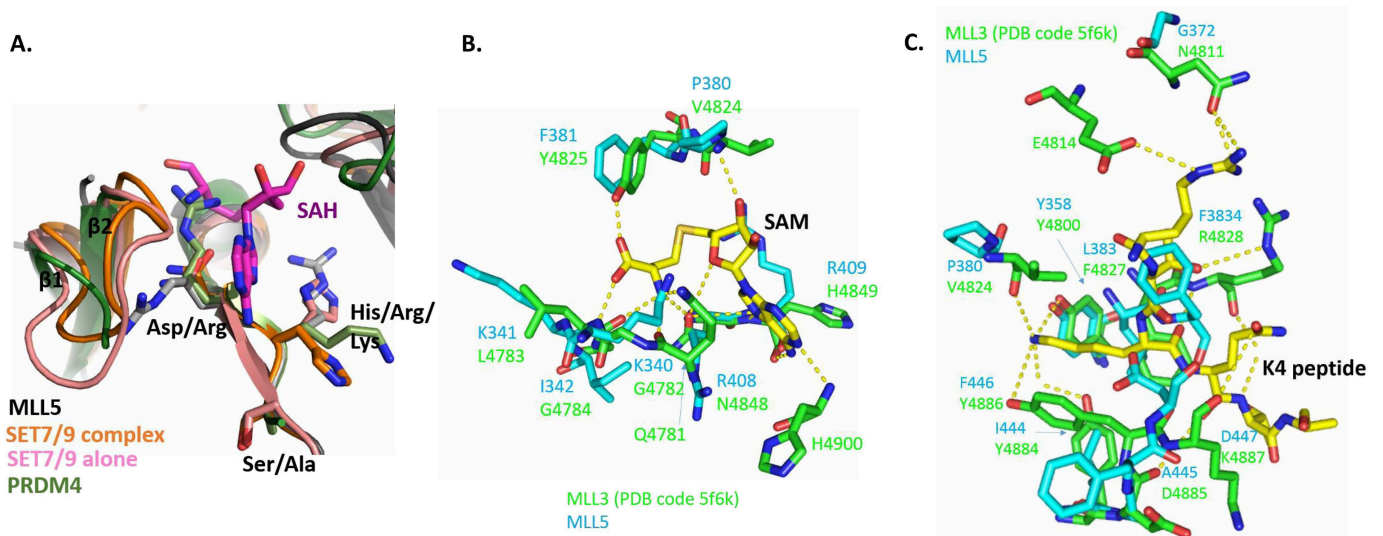 A.
β2
β1
SAH
Asp/Arg
His/Arg/
Lys
Ser/Ala
MLL5
SET7/9 complex
SET7/9 alone
PRDM4
B.
P380
V4824
F381
Y4825
SAM
R409
H4849
K341
L4783
I342
G4784
K340
G4782
R408
N4848
Q4781
H4900
MLL3 (PDB code 5f6k)
MLL5
C.
MLL3 (PDB code 5f6k)
MLL5
G372
N4811
E4814
Y358
Y4800
F3834
R4828
L383
F4827
P380
V4824
K4 peptide
F446
Y4886
I444
Y4884
D447
K4887
A445
D4885